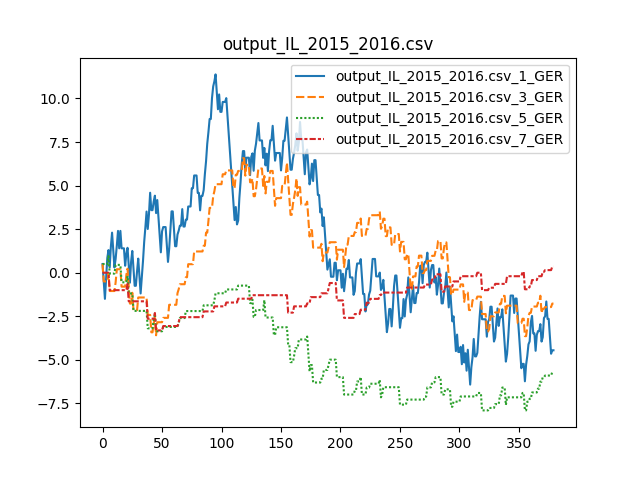 output_IL_2015_2016.csv
output_IL_2015_2016.csv_1_GER
output_IL_2015_2016.csv_3_GER
output_IL_2015_2016.csv_5_GER
output_IL_2015_2016.csv_7_GER
10.0
7.5
5.0
2.5
0.0
−2.5
−5.0
−7.5
0 50 100 150 200 250 300 350